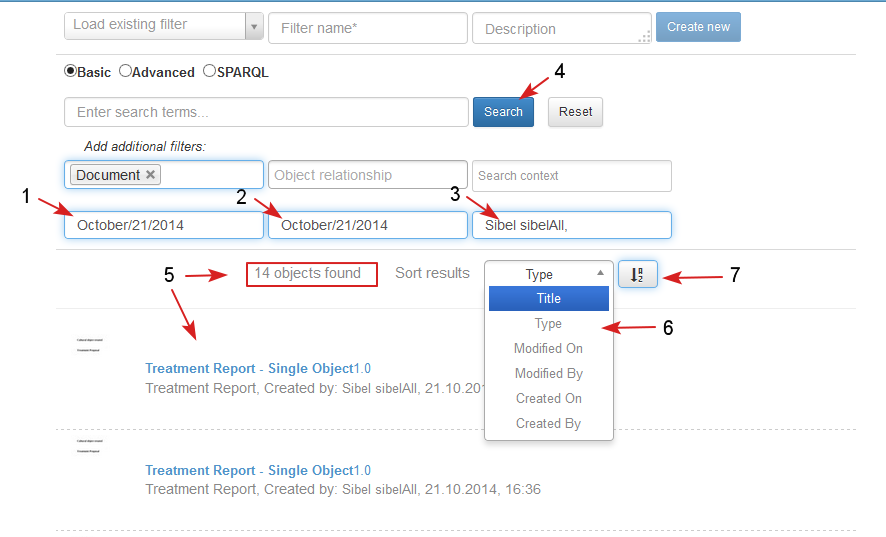 Load existing filter Filter name* Description Create new
Basic Advanced SPARQL
4
Enter search terms... Search Reset
Add additional filters:
Document Object relationship Search context
1 2 3
October/21/2014 October/21/2014 Sibel sibelAll,
5 14 objects found Sort results Type 7
Title
Type
6
Modified On
Modified By
Created On
Created By
Treatment Report - Single Object1.0
Treatment Report, Created by: Sibel sibelAll, 21.10.201
Treatment Report - Single Object1.0
Treatment Report, Created by: Sibel sibelAll, 21.10.2014, 16:36